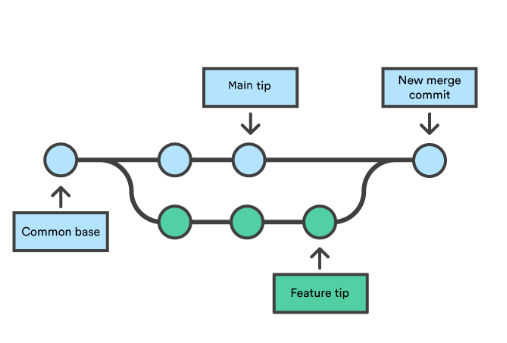 Main tip
New merge
commit
Common base
Feature tip